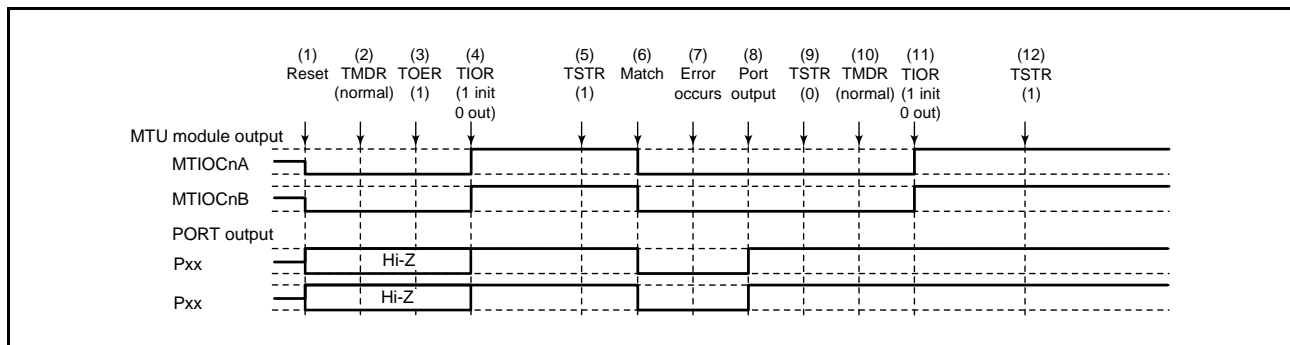 (1) (2) (3) (4) (5) (6) (7) (8) (9) (10) (11) (12)
Reset TMDR TOER TIOR TSTR Match Error Port TSTR TMDR TIOR TSTR
(normal) (1) (1 init (1) occurs output (0) (normal) (1 init (1)
0 out) 0 out)
MTU module output
MTIOCnA
MTIOCnB
PORT output
Pxx Hi-Z
Pxx Hi-Z